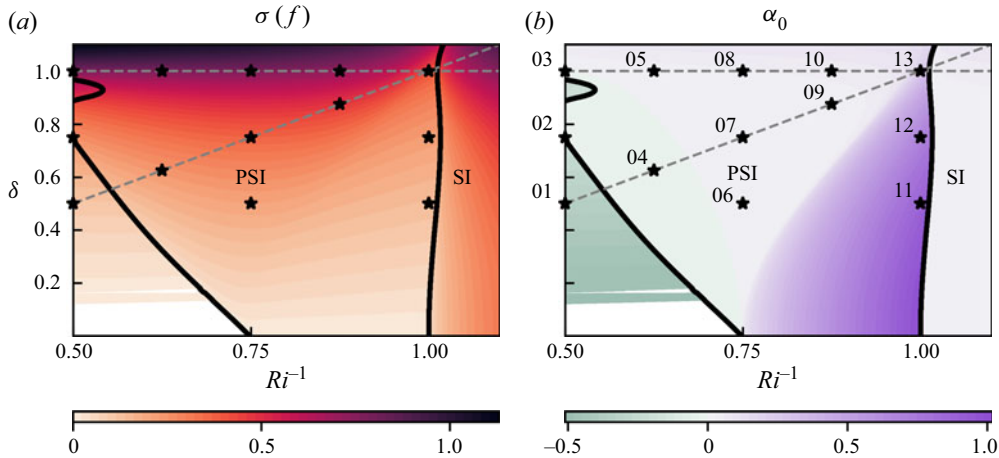 (a) σ (f)
1.0
0.8
0.6
δ
0.4
0.2
PSI
SI
0.50 0.75 1.00
Ri⁻¹
0 0.5 1.0
(b) α₀
03 05 08 10 13
09
02 07 12
04
PSI
SI
01 06 11
0.50 0.75 1.00
Ri⁻¹
−0.5 0 0.5 1.0